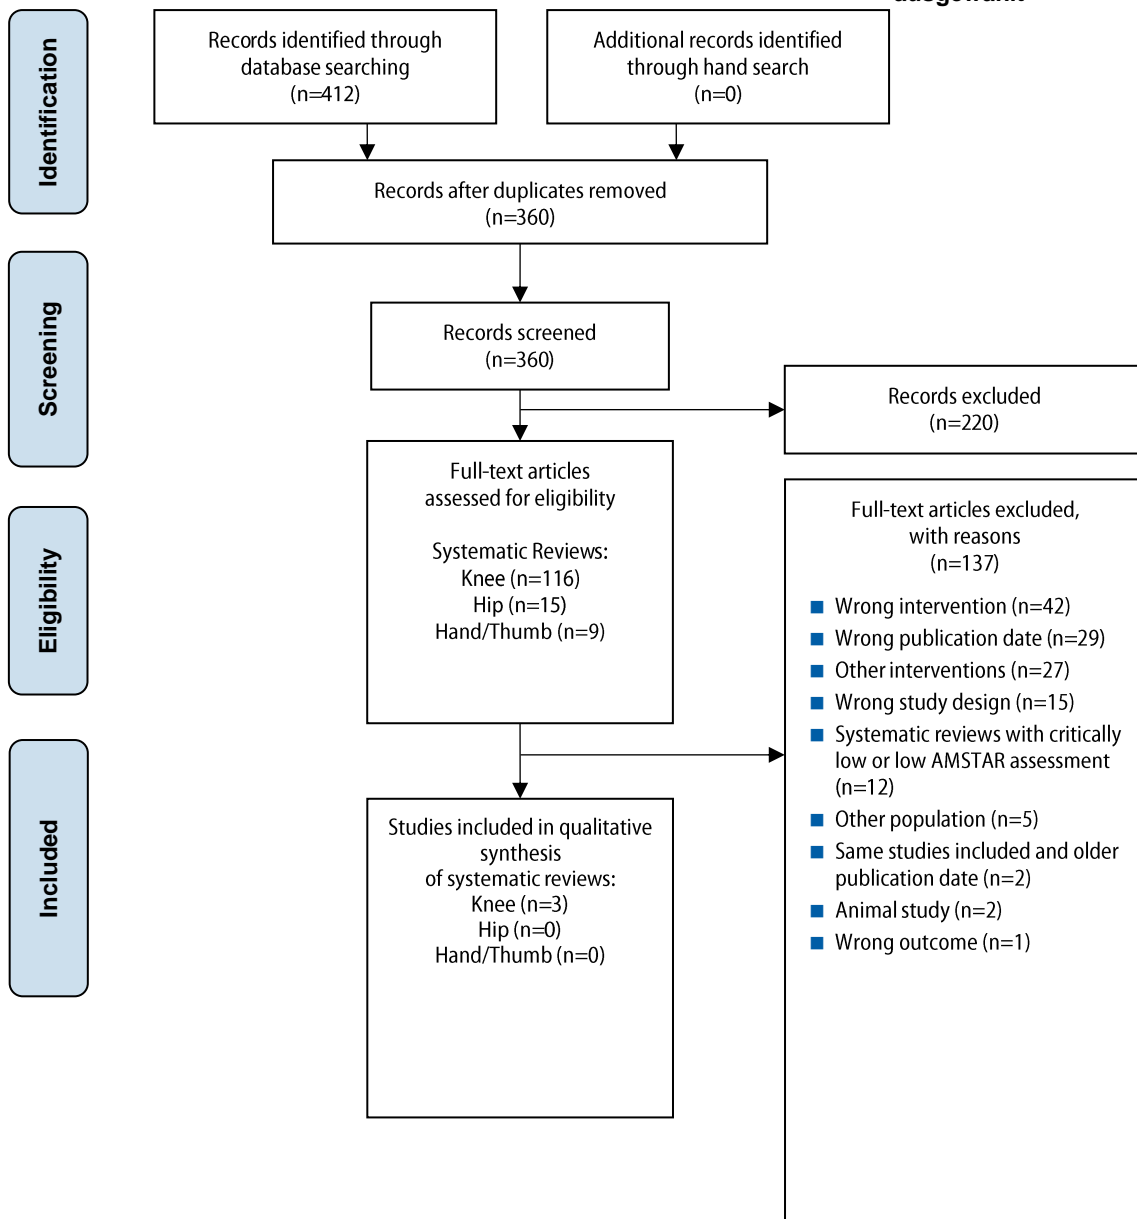 Identification
Records identified through
database searching
(n=412)
Additional records identified
through hand search
(n=0)
Records after duplicates removed
(n=360)
Screening
Records screened
(n=360)
Records excluded
(n=220)
Eligibility
Full-text articles
assessed for eligibility
Systematic Reviews:
Knee (n=116)
Hip (n=15)
Hand/Thumb (n=9)
Full-text articles excluded,
with reasons
(n=137)
Wrong intervention (n=42)
Wrong publication date (n=29)
Other interventions (n=27)
Wrong study design (n=15)
Systematic reviews with critically
low or low AMSTAR assessment
(n=12)
Other population (n=5)
Same studies included and older
publication date (n=2)
Animal study (n=2)
Wrong outcome (n=1)
Included
Studies included in qualitative
synthesis
of systematic reviews:
Knee (n=3)
Hip (n=0)
Hand/Thumb (n=0)